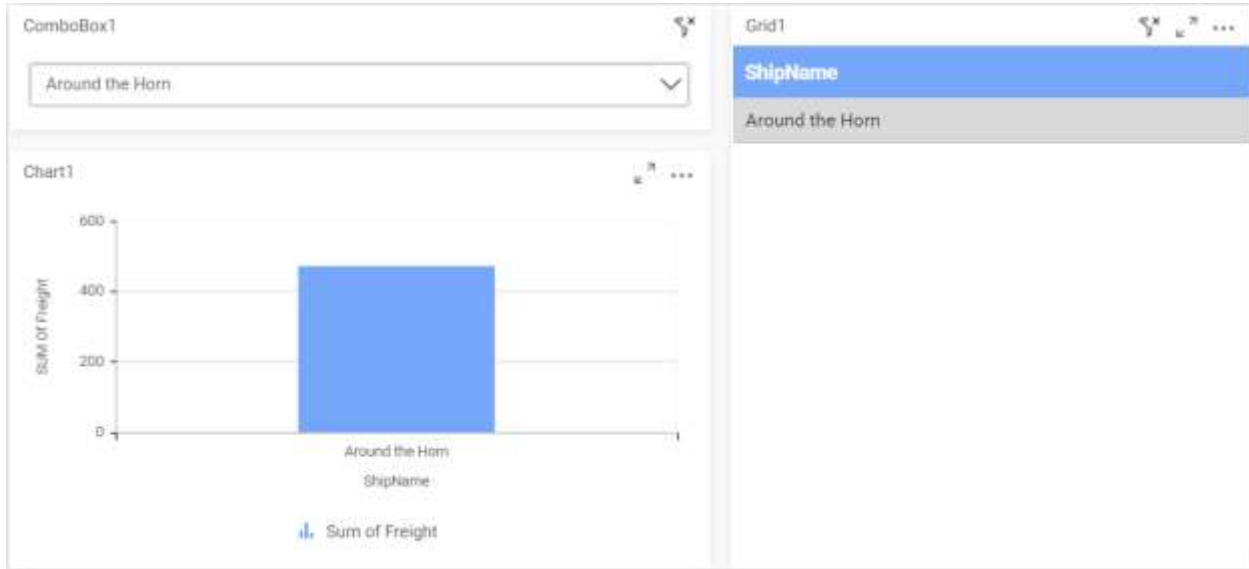 ComboBox1
Around the Horn
Chart1
600
400
200
0
SUM Of Freight
Around the Horn
ShipName
Sum of Freight
Grid1
ShipName
Around the Horn